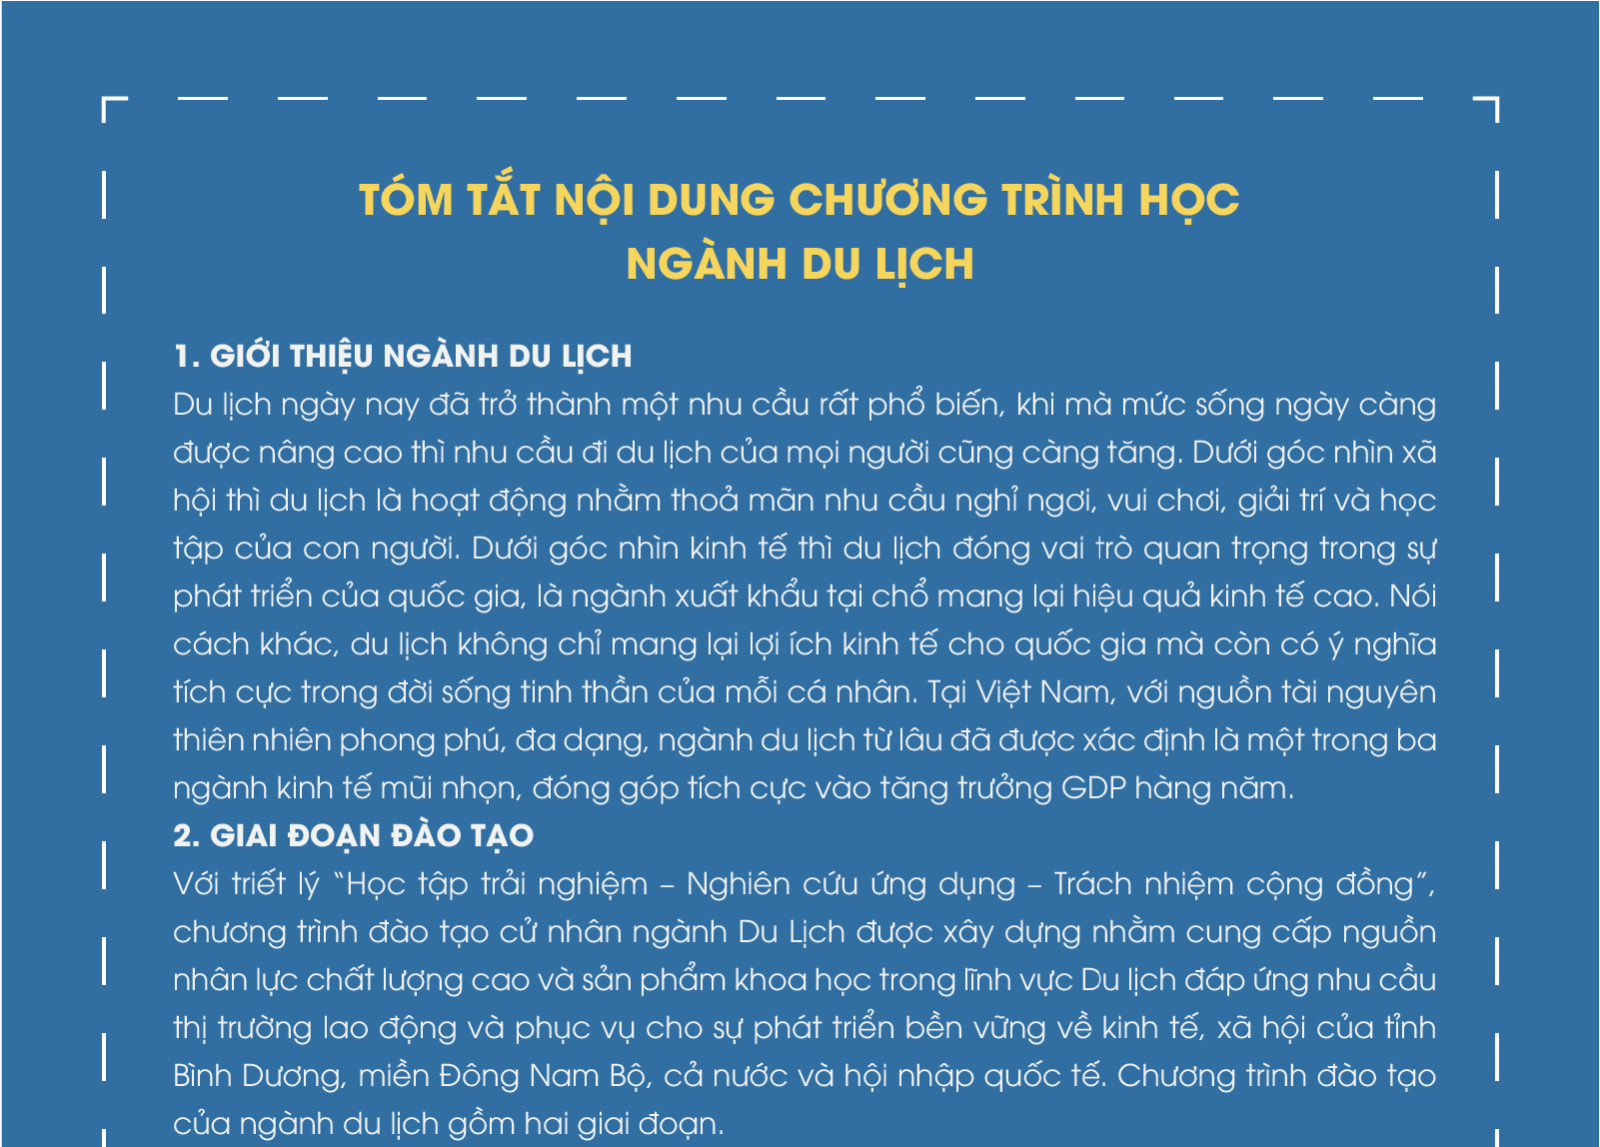 TÓM TẮT NỘI DUNG CHƯƠNG TRÌNH HỌC
NGÀNH DU LỊCH
1. GIỚI THIỆU NGÀNH DU LỊCH
Du lịch ngày nay đã trở thành một nhu cầu rất phổ biến, khi mà mức sống ngày càng
được nâng cao thì nhu cầu đi du lịch của mọi người cũng càng tăng. Dưới góc nhìn xã
hội thì du lịch là hoạt động nhằm thoả mãn nhu cầu nghỉ ngơi, vui chơi, giải trí và học
tập của con người. Dưới góc nhìn kinh tế thì du lịch đóng vai trò quan trọng trong sự
phát triển của quốc gia, là ngành xuất khẩu tại chổ mang lại hiệu quả kinh tế cao. Nói
cách khác, du lịch không chỉ mang lại lợi ích kinh tế cho quốc gia mà còn có ý nghĩa
tích cực trong đời sống tinh thần của mỗi cá nhân. Tại Việt Nam, với nguồn tài nguyên
thiên nhiên phong phú, đa dạng, ngành du lịch từ lâu đã được xác định là một trong ba
ngành kinh tế mũi nhọn, đóng góp tích cực vào tăng trưởng GDP hàng năm.
2. GIAI ĐOẠN ĐÀO TẠO
Với triết lý “Học tập trải nghiệm – Nghiên cứu ứng dụng – Trách nhiệm cộng đồng”,
chương trình đào tạo cử nhân ngành Du Lịch được xây dựng nhằm cung cấp nguồn
nhân lực chất lượng cao và sản phẩm khoa học trong lĩnh vực Du lịch đáp ứng nhu cầu
thị trường lao động và phục vụ cho sự phát triển bền vững về kinh tế, xã hội của tỉnh
Bình Dương, miền Đông Nam Bộ, cả nước và hội nhập quốc tế. Chương trình đào tạo
của ngành du lịch gồm hai giai đoạn.